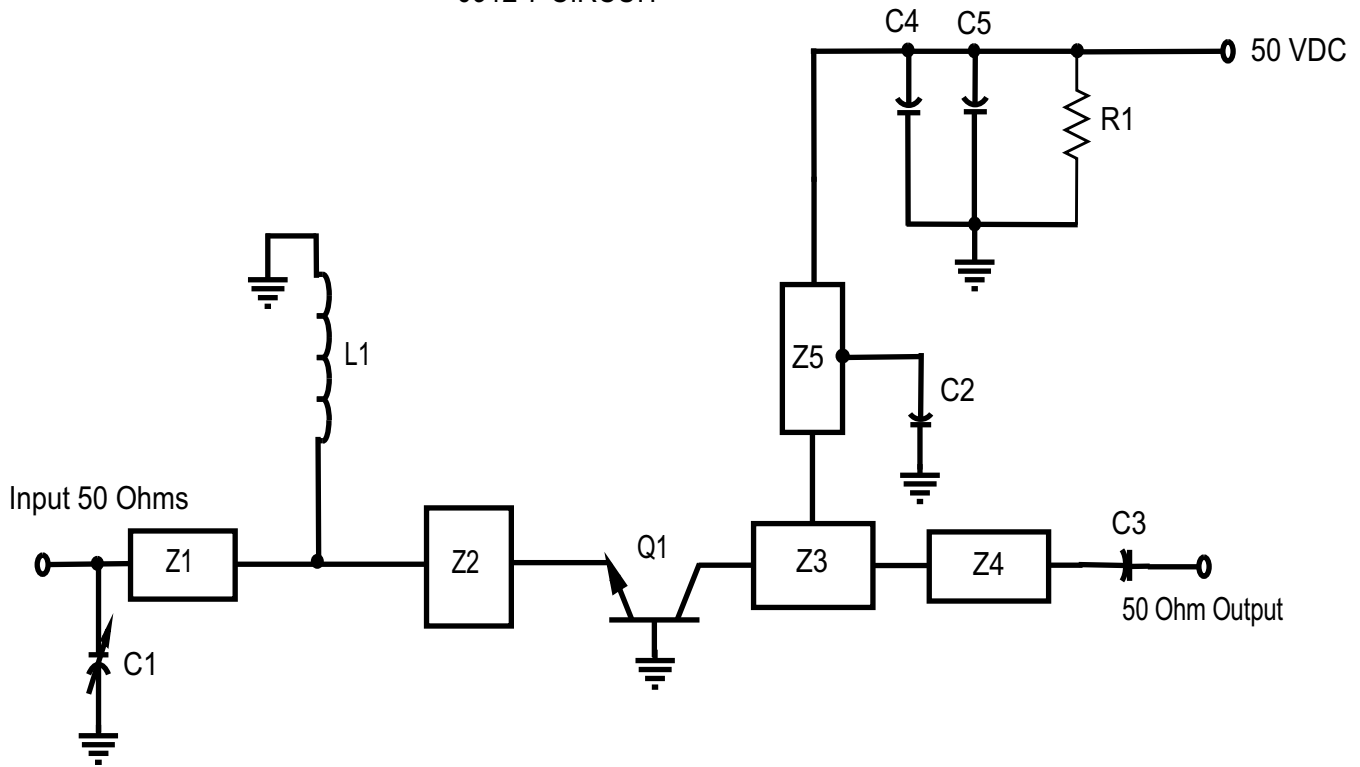 C4 C5
50 VDC
R1
L1
Z5
C2
Input 50 Ohms
Z1
Z2
Q1
Z3
Z4
C3
50 Ohm Output
C1